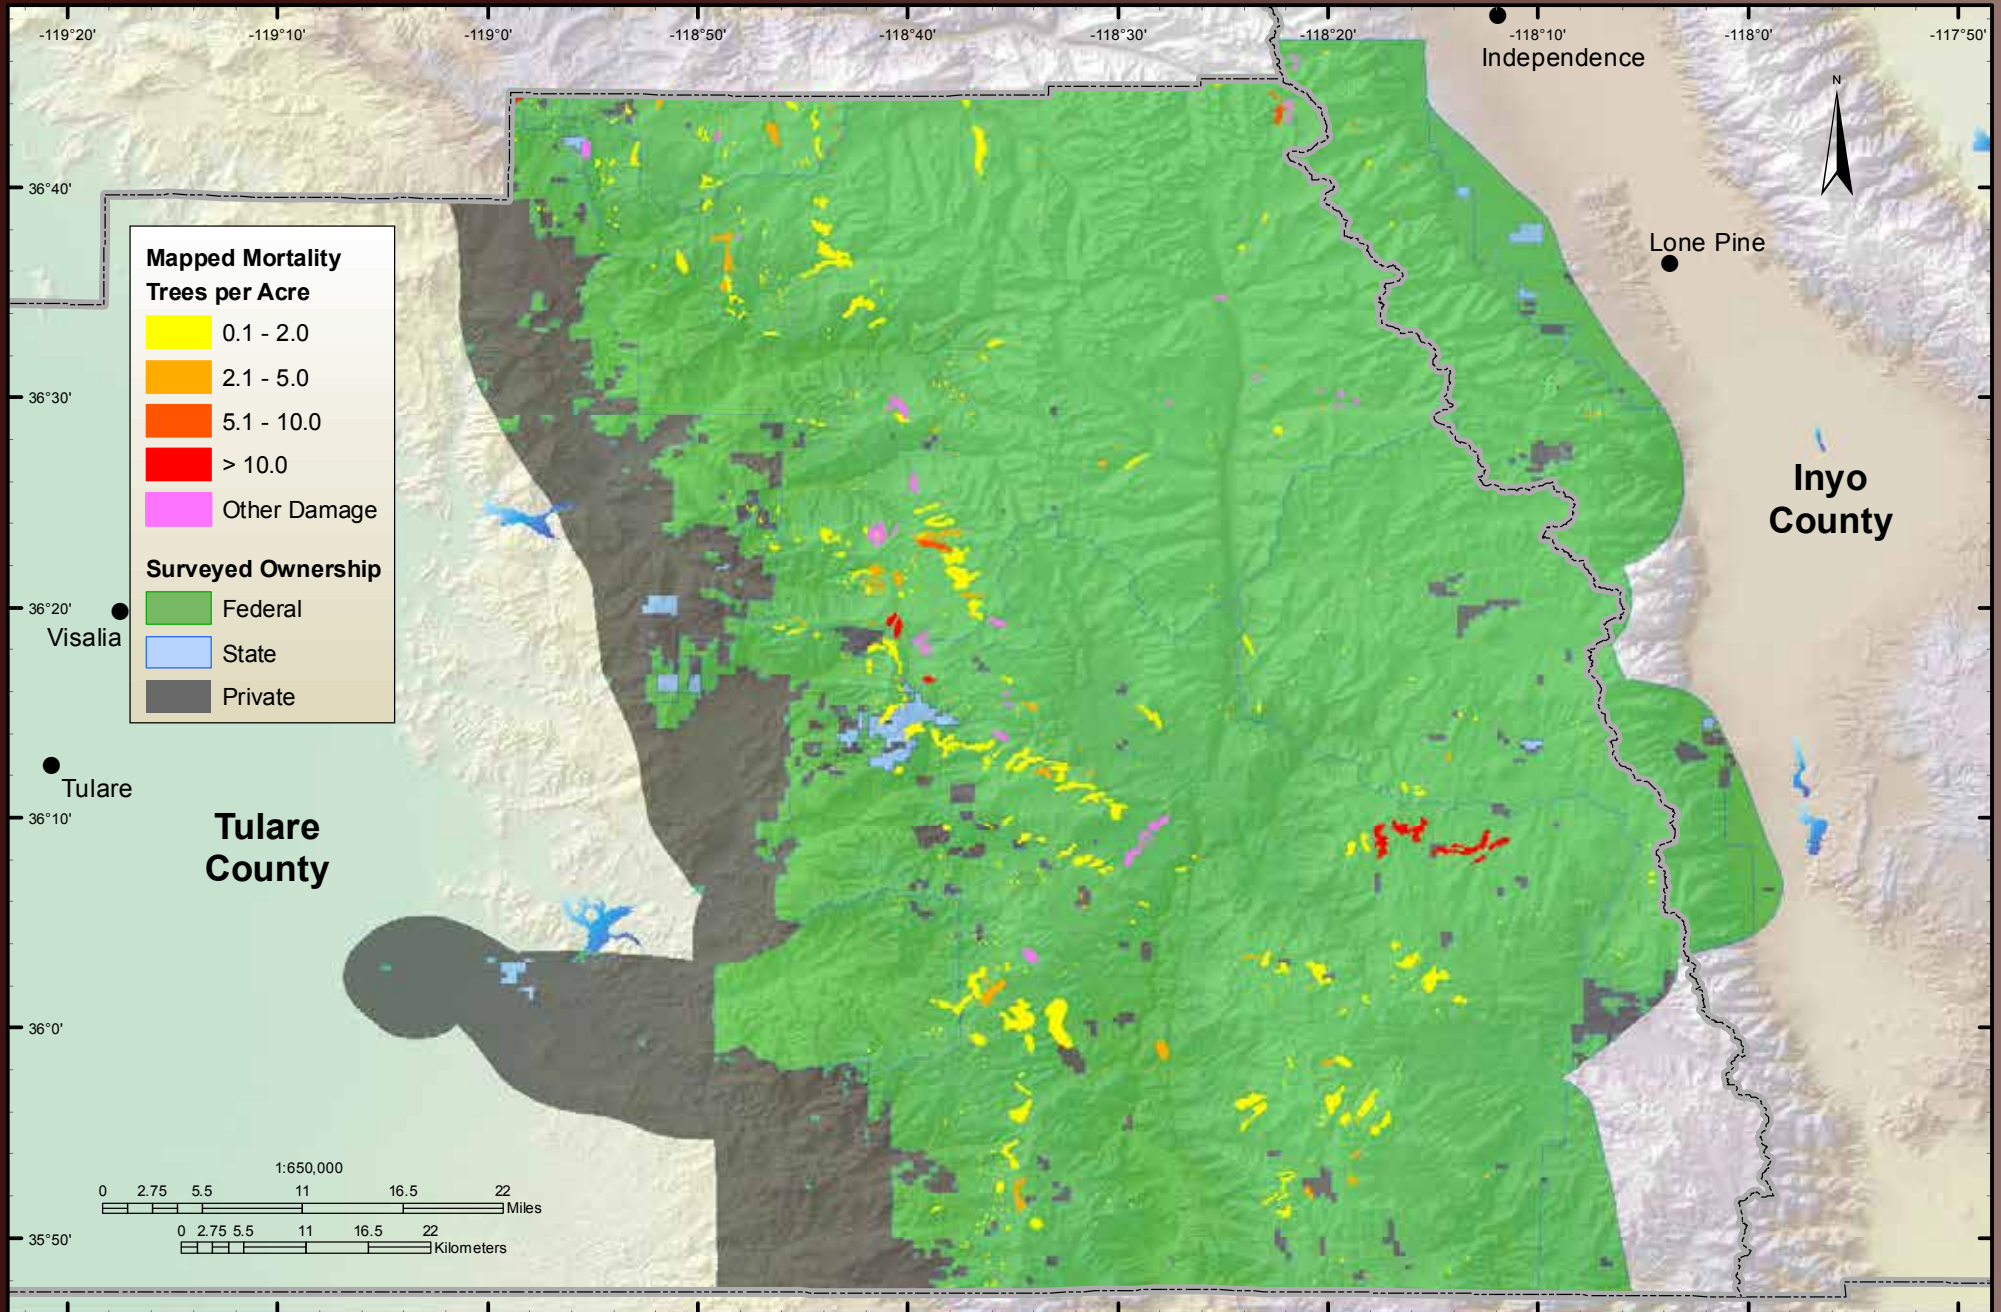 -119°20' -119°10' -119°0' -118°50' -118°40' -118°30' -118°20' -118°10' -118°0' -117°50'
Independence
N
36°40'
Lone Pine
Mapped Mortality
Trees per Acre
0.1 - 2.0
2.1 - 5.0
5.1 - 10.0
> 10.0
Other Damage
Surveyed Ownership
Federal
State
Private
36°30'
Inyo
County
36°20'
Visalia
Tulare
36°10'
Tulare
County
36°0'
1:650,000
0 2.75 5.5 11 16.5 22
Miles
0 2.75 5.5 11 16.5 22
Kilometers
35°50'